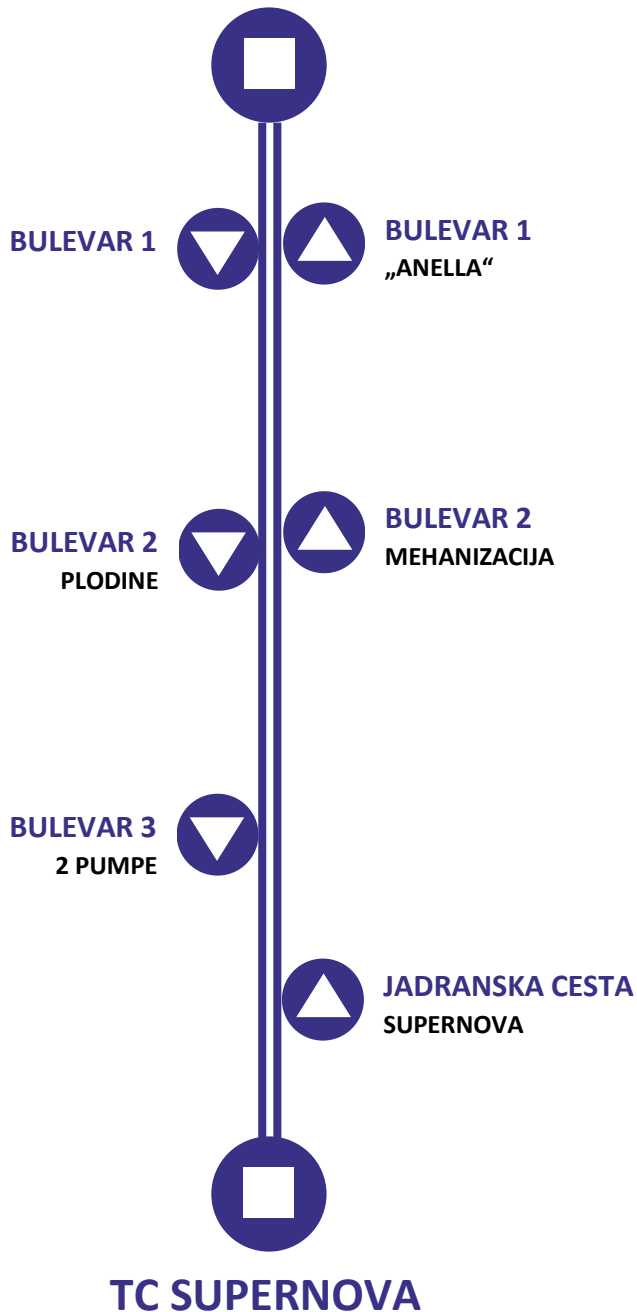 BULEVAR 1
BULEVAR 1
„ANELLA“
BULEVAR 2
PLODINE
BULEVAR 2
MEHANIZACIJA
BULEVAR 3
2 PUMPE
JADRANSKA CESTA
SUPERNOVA
TC SUPERNOVA